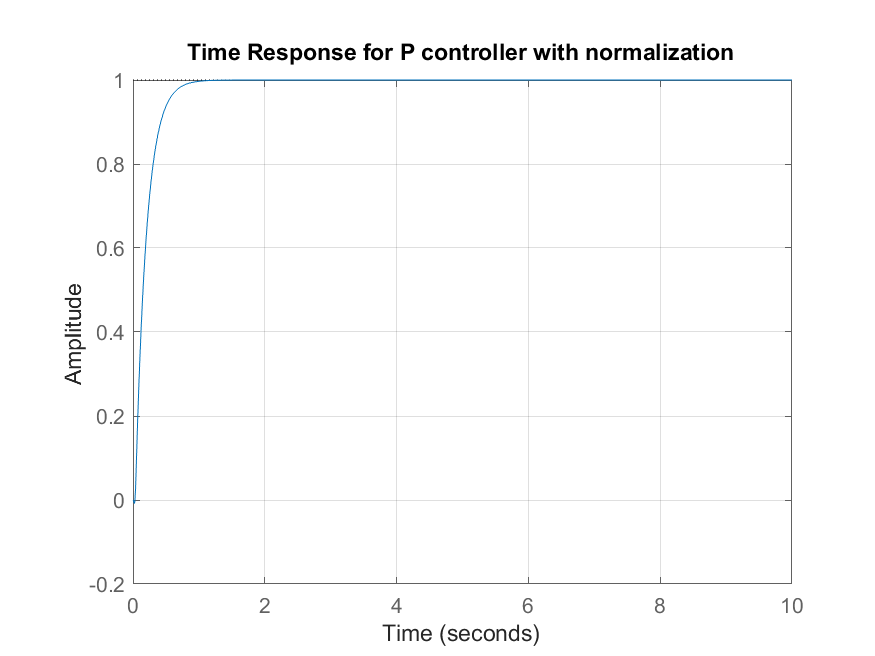 Time Response for P controller with normalization
1
0.8
0.6
0.4
0.2
0
-0.2
Amplitude
0 2 4 6 8 10
Time (seconds)